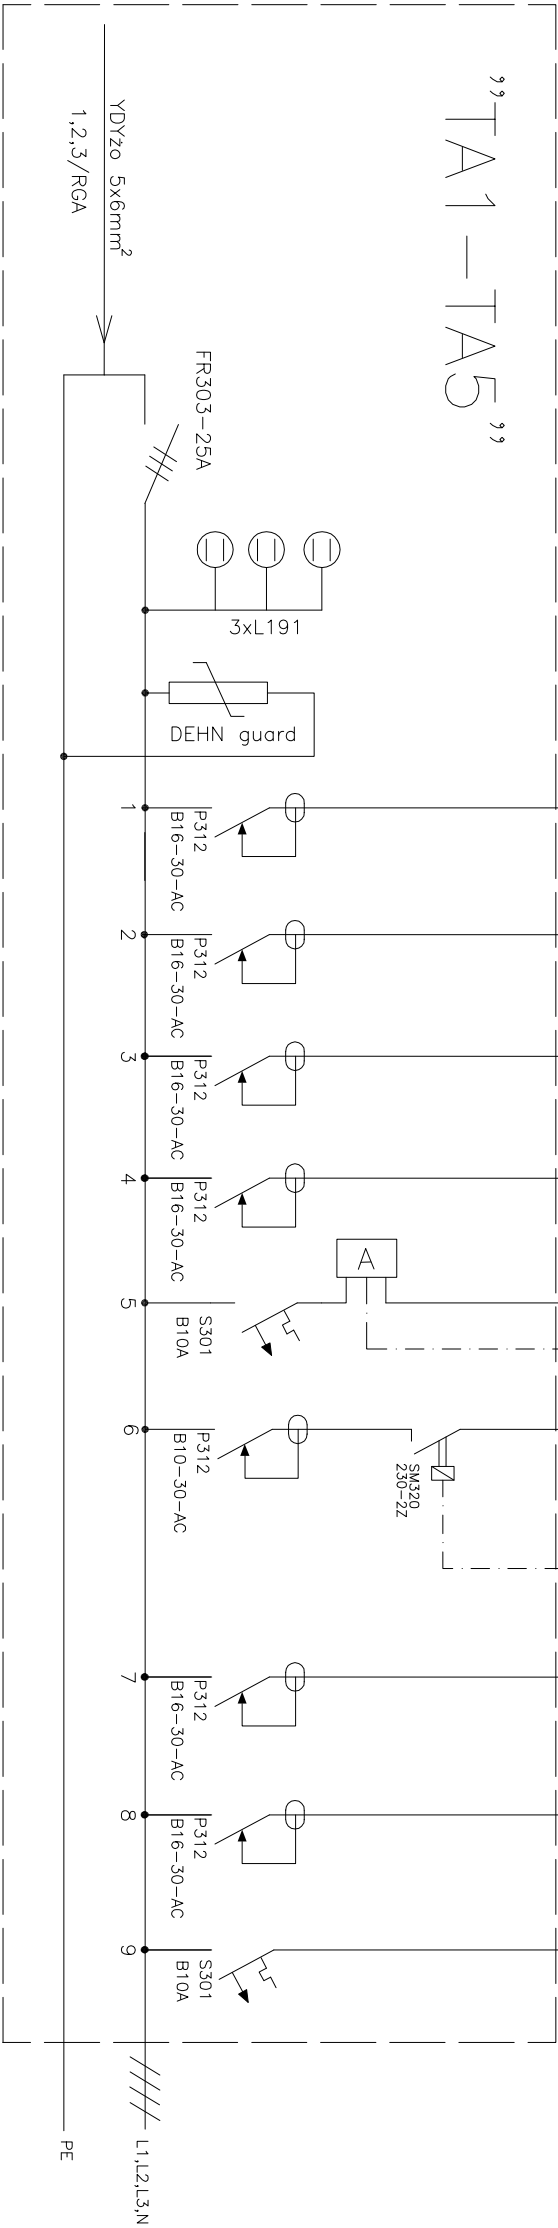 „TA1-TA5”
YDYżo 5x6mm²
1,2,3/RGA
FR303-25A
3xL191
DEHN guard
1
P312
B16-30-AC
2
P312
B16-30-AC
3
P312
B16-30-AC
4
P312
B16-30-AC
A
5
S301
B10A
6
P312
B10-30-AC
SM320
230-2Z
7
P312
B16-30-AC
8
P312
B16-30-AC
9
S301
B10A
L1,L2,L3,N
PE